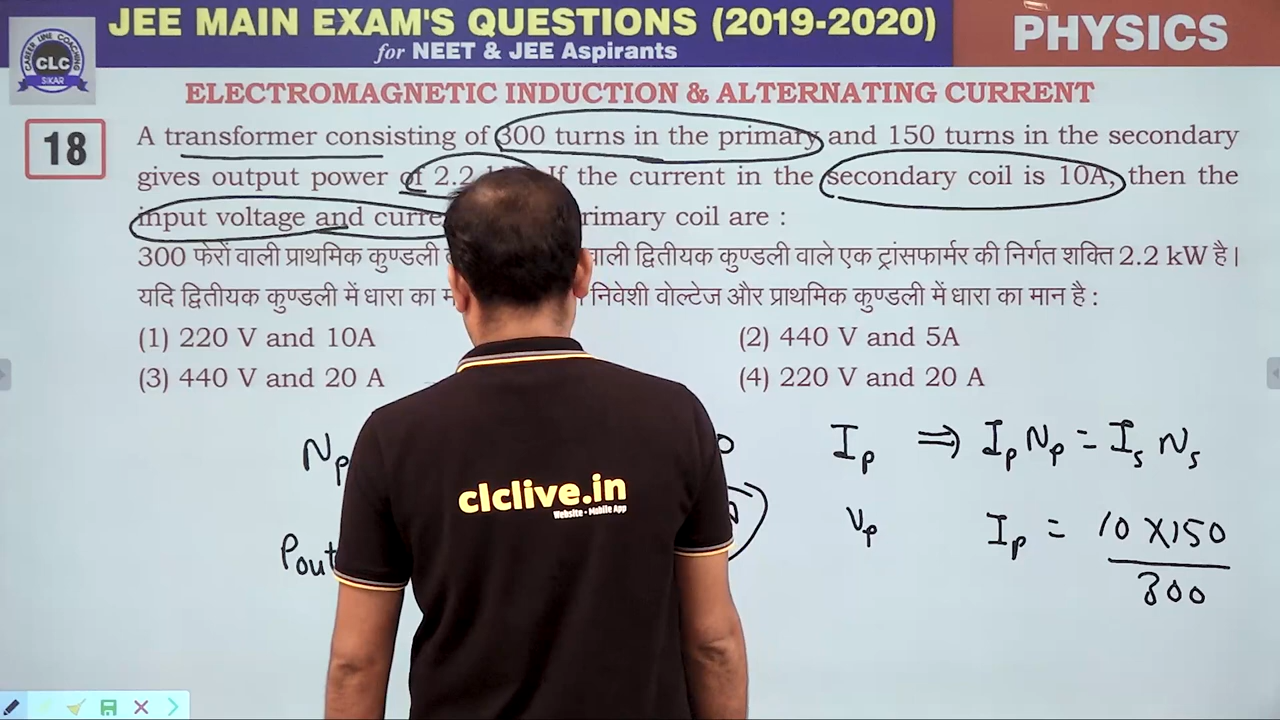 JEE MAIN EXAM'S QUESTIONS (2019-2020)
for NEET & JEE Aspirants
PHYSICS
CAREER LINE COACHING
CLC
SIKAR
ELECTROMAGNETIC INDUCTION & ALTERNATING CURRENT
18
A transformer consisting of 300 turns in the primary and 150 turns in the secondary
gives output power of 2.2 If the current in the secondary coil is 10A, then the
input voltage and curre rimary coil are :
300 फेरों वाली प्राथमिक कुण्डली वाली द्वितीयक कुण्डली वाले एक ट्रांसफार्मर की निर्गत शक्ति 2.2 kW है।
यदि द्वितीयक कुण्डली में धारा का निवेशी वोल्टेज और प्राथमिक कुण्डली में धारा का मान है :
(1) 220 V and 10A (2) 440 V and 5A
(3) 440 V and 20 A (4) 220 V and 20 A
Np Ip ⇒ Ip Np = Is Ns
Pout Vp Ip = 10 X 150
300
clclive.in
Website - Mobile App